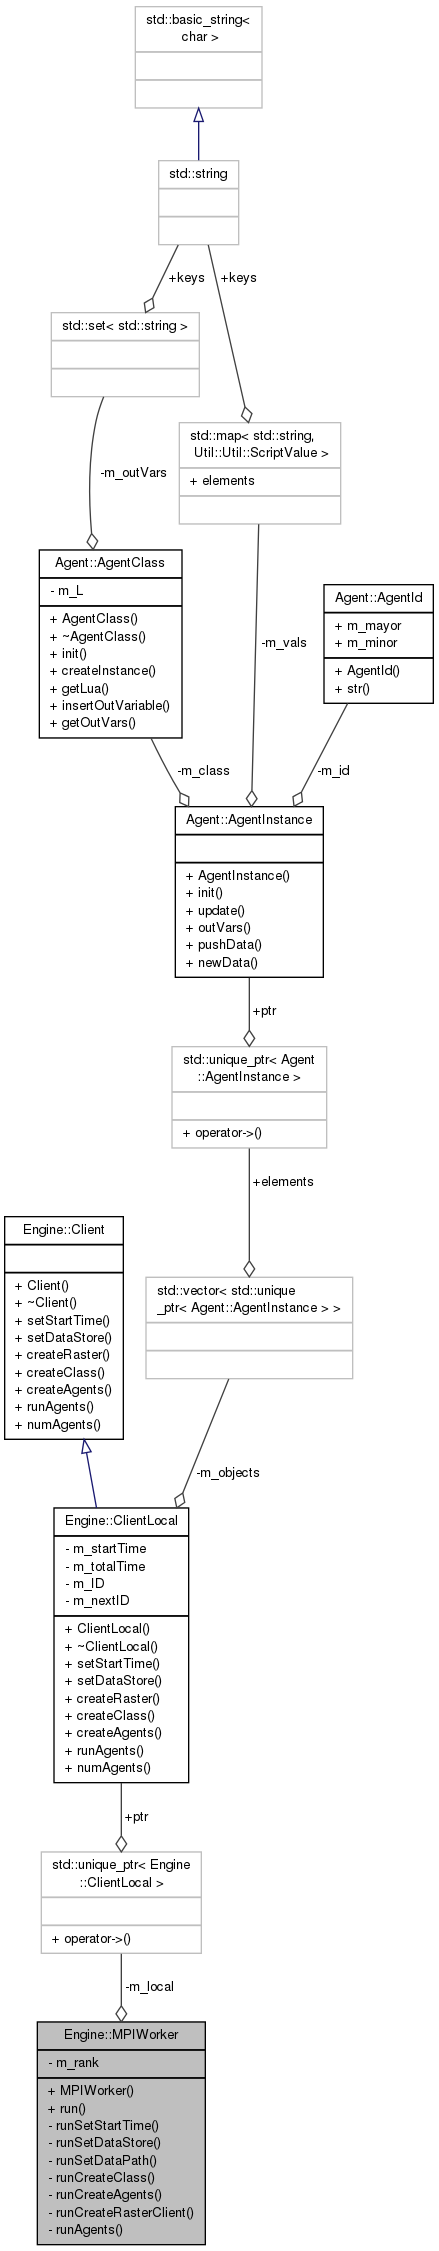 std::basic_string<
char >
std::string
+keys
+keys
std::set< std::string >
std::map< std::string,
Util::Util::ScriptValue >
+ elements
-m_outVars
Agent::AgentClass
- m_L
+ AgentClass()
+ ~AgentClass()
+ init()
+ createInstance()
+ getLua()
+ insertOutVariable()
+ getOutVars()
Agent::AgentId
+ m_mayor
+ m_minor
+ AgentId()
+ str()
-m_vals
-m_class
-m_id
Agent::AgentInstance
+ AgentInstance()
+ init()
+ update()
+ outVars()
+ pushData()
+ newData()
+ptr
std::unique_ptr< Agent
::AgentInstance >
+ operator->()
+elements
Engine::Client
+ Client()
+ ~Client()
+ setStartTime()
+ setDataStore()
+ createRaster()
+ createClass()
+ createAgents()
+ runAgents()
+ numAgents()
std::vector< std::unique
_ptr< Agent::AgentInstance > >
-m_objects
Engine::ClientLocal
- m_startTime
- m_totalTime
- m_ID
- m_nextID
+ ClientLocal()
+ ~ClientLocal()
+ setStartTime()
+ setDataStore()
+ createRaster()
+ createClass()
+ createAgents()
+ runAgents()
+ numAgents()
+ptr
std::unique_ptr< Engine
::ClientLocal >
+ operator->()
-m_local
Engine::MPIWorker
- m_rank
+ MPIWorker()
+ run()
- runSetStartTime()
- runSetDataStore()
- runSetDataPath()
- runCreateClass()
- runCreateAgents()
- runCreateRasterClient()
- runAgents()